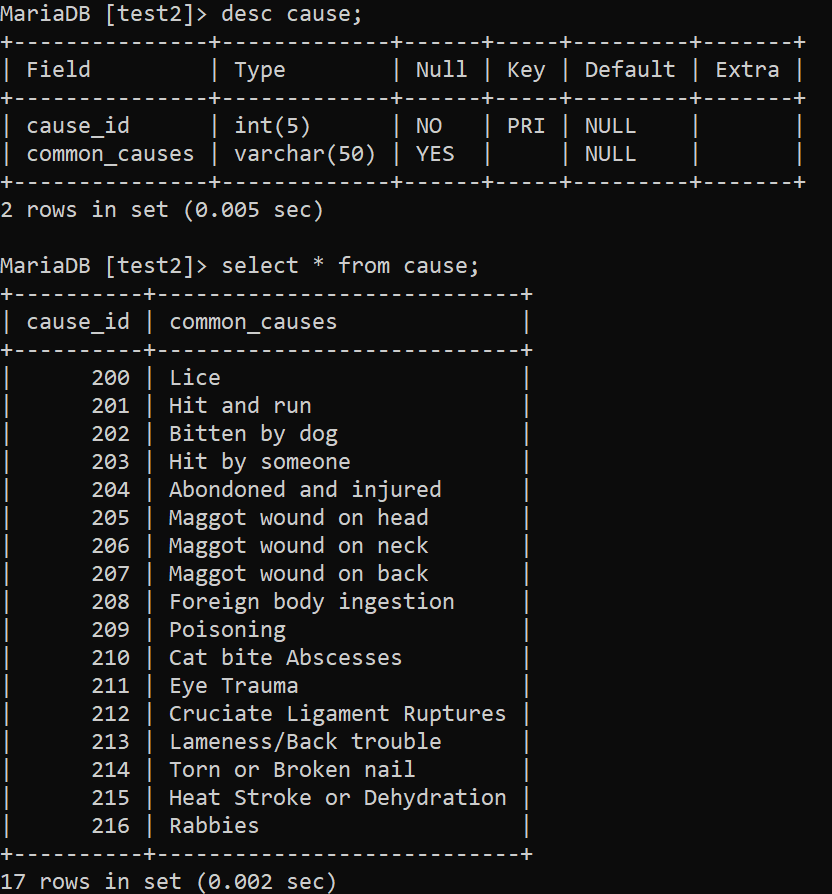 MariaDB [test2]> desc cause;
+---------------+-------------+------+-----+---------+-------+
| Field         | Type        | Null | Key | Default | Extra |
+---------------+-------------+------+-----+---------+-------+
| cause_id      | int(5)      | NO   | PRI | NULL    |       |
| common_causes | varchar(50) | YES  |     | NULL    |       |
+---------------+-------------+------+-----+---------+-------+
2 rows in set (0.005 sec)

MariaDB [test2]> select * from cause;
+----------+----------------------------+
| cause_id | common_causes              |
+----------+----------------------------+
|      200 | Lice                       |
|      201 | Hit and run                |
|      202 | Bitten by dog              |
|      203 | Hit by someone             |
|      204 | Abondoned and injured      |
|      205 | Maggot wound on head       |
|      206 | Maggot wound on neck       |
|      207 | Maggot wound on back       |
|      208 | Foreign body ingestion     |
|      209 | Poisoning                  |
|      210 | Cat bite Abscesses         |
|      211 | Eye Trauma                 |
|      212 | Cruciate Ligament Ruptures |
|      213 | Lameness/Back trouble      |
|      214 | Torn or Broken nail        |
|      215 | Heat Stroke or Dehydration |
|      216 | Rabbies                    |
+----------+----------------------------+
17 rows in set (0.002 sec)